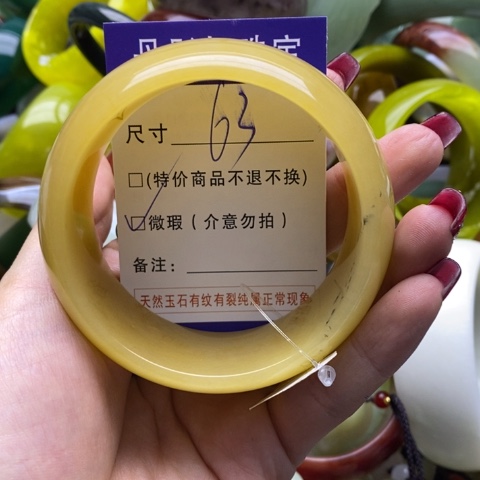 尺寸 63
□(特价商品不退不换)
☑微瑕(介意勿拍)
备注:
天然玉石有纹有裂纯属正常现象